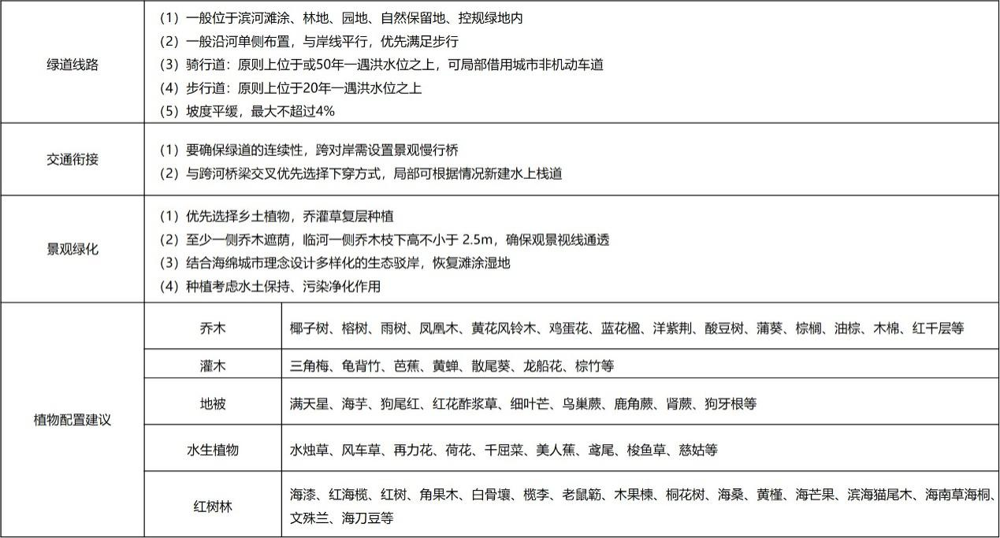 绿道线路
（1）一般位于滨河滩涂、林地、园地、自然保留地、控规绿地内
（2）一般沿河单侧布置，与岸线平行，优先满足步行
（3）骑行道：原则上位于或50年一遇洪水位之上，可局部借用城市非机动车道
（4）步行道：原则上位于20年一遇洪水位之上
（5）坡度平缓，最大不超过4%
交通衔接
（1）要确保绿道的连续性，跨对岸需设置景观慢行桥
（2）与跨河桥梁交叉优先选择下穿方式，局部可根据情况新建水上栈道
景观绿化
（1）优先选择乡土植物，乔灌草复层种植
（2）至少一侧乔木遮荫，临河一侧乔木枝下高不小于 2.5m，确保观景视线通透
（3）结合海绵城市理念设计多样化的生态驳岸，恢复滩涂湿地
（4）种植考虑水土保持、污染净化作用
植物配置建议
乔木
椰子树、榕树、雨树、凤凰木、黄花风铃木、鸡蛋花、蓝花楹、洋紫荆、酸豆树、蒲葵、棕榈、油棕、木棉、红千层等
灌木
三角梅、龟背竹、芭蕉、黄蝉、散尾葵、龙船花、棕竹等
地被
满天星、海芋、狗尾红、红花酢浆草、细叶芒、鸟巢蕨、鹿角蕨、肾蕨、狗牙根等
水生植物
水烛草、风车草、再力花、荷花、千屈菜、美人蕉、鸢尾、梭鱼草、慈姑等
红树林
海漆、红海榄、红树、角果木、白骨壤、榄李、老鼠簕、木果楝、桐花树、海桑、黄槿、海芒果、滨海猫尾木、海南草海桐、
文殊兰、海刀豆等